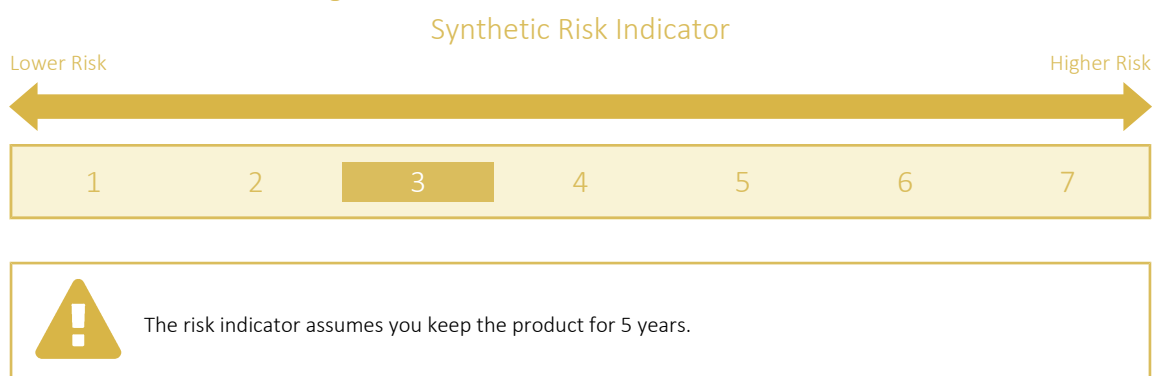 Synthetic Risk Indicator
Lower Risk Higher Risk
1 2 3 4 5 6 7
The risk indicator assumes you keep the product for 5 years.